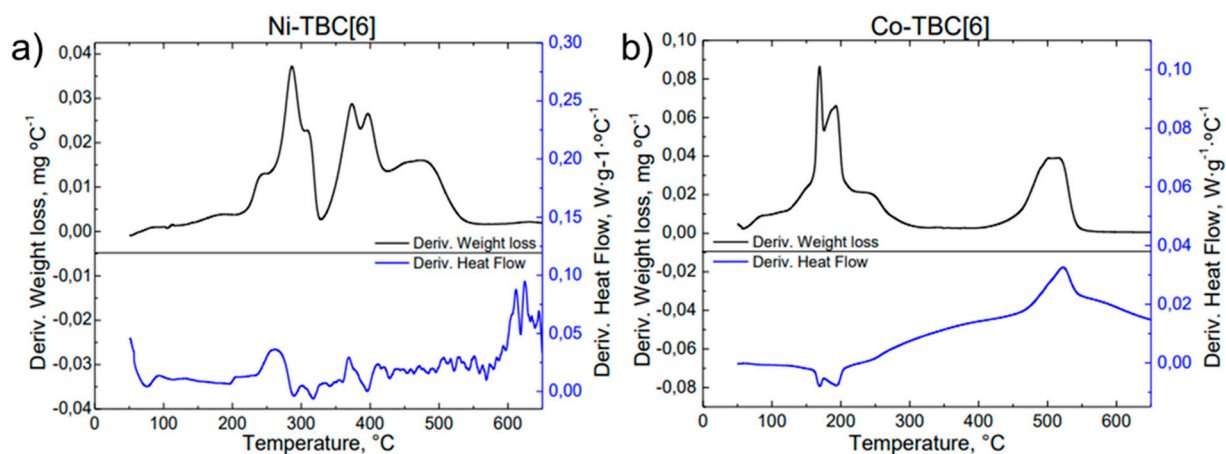 a)
Ni-TBC[6]
0,04
0,03
0,02
0,01
0,00
-0,01
-0,02
-0,03
-0,04
Deriv. Weight loss, mg ºC-1
0,30
0,25
0,20
0,15
0,10
0,05
0,00
Deriv. Heat Flow, W·g-1·ºC-1
Deriv. Weight loss
Deriv. Heat Flow
0 100 200 300 400 500 600
Temperature, °C
b)
Co-TBC[6]
0,10
0,08
0,06
0,04
0,02
0,00
-0,02
-0,04
-0,06
-0,08
Deriv. Weight loss, mg ºC-1
0,10
0,08
0,06
0,04
0,02
0,00
Deriv. Heat Flow, W·g-1·ºC-1
Deriv. Weight loss
Deriv. Heat Flow
0 100 200 300 400 500 600
Temperature, °C